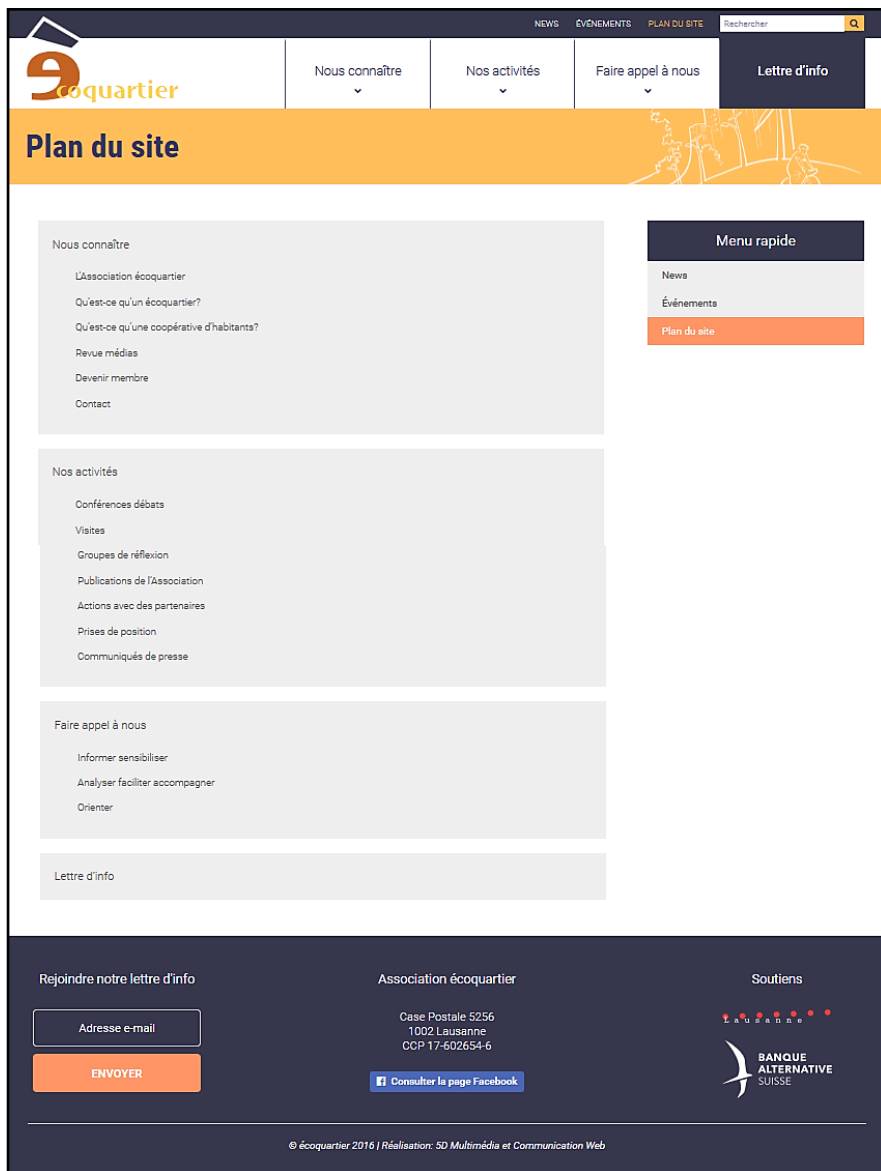 NEWS ÉVÉNEMENTS PLAN DU SITE Rechercher
écoquartier
Nous connaître Nos activités Faire appel à nous Lettre d'info
Plan du site
Nous connaître
L'Association écoquartier
Qu'est-ce qu'un écoquartier?
Qu'est-ce qu'une coopérative d'habitants?
Revue médias
Devenir membre
Contact
Nos activités
Conférences débats
Visites
Groupes de réflexion
Publications de l'Association
Actions avec des partenaires
Prises de position
Communiqués de presse
Faire appel à nous
Informer sensibiliser
Analyser faciliter accompagner
Orienter
Lettre d'info
Menu rapide
News
Événements
Plan du site
Rejoindre notre lettre d'info
Adresse e-mail
ENVOYER
Association écoquartier
Case Postale 5256
1002 Lausanne
CCP 17-602654-6
Consulter la page Facebook
Soutiens
Lausanne
BANQUE
ALTERNATIVE
SUISSE
© écoquartier 2016 | Réalisation: 5D Multimédia et Communication Web